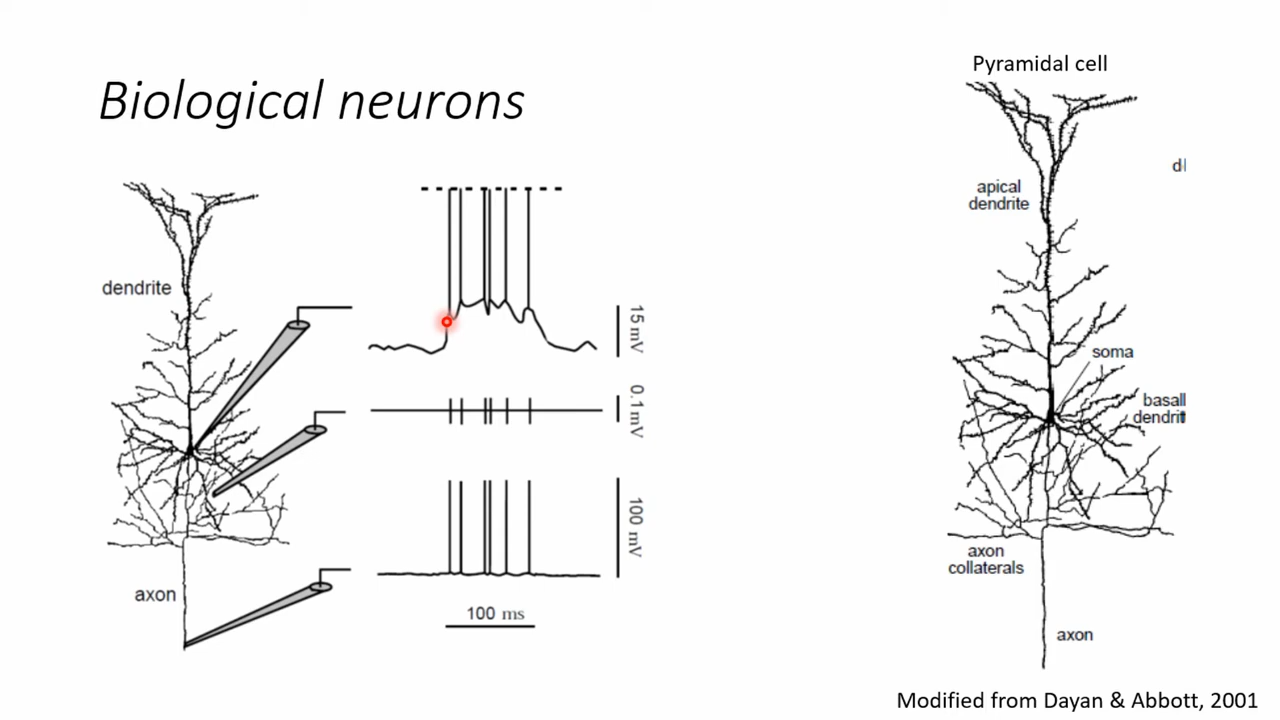 Biological neurons
dendrite
axon
15 mV
0.1 mV
100 mV
100 ms
Pyramidal cell
apical
dendrite
soma
basall
dendrit
axon
collaterals
axon
Modified from Dayan & Abbott, 2001